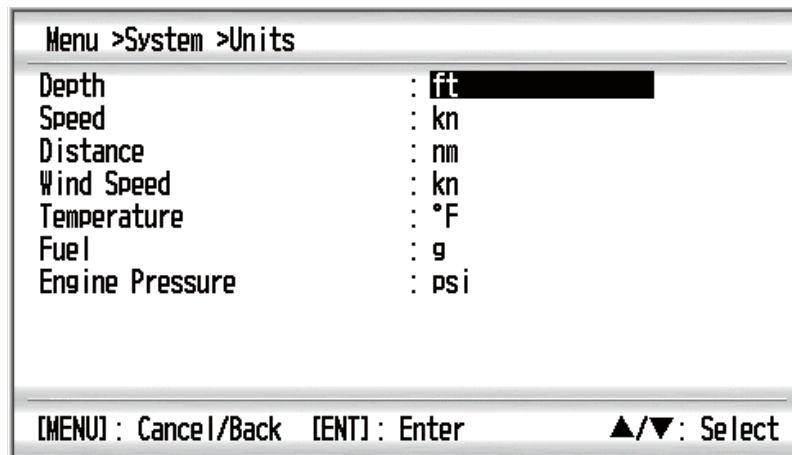 Menu >System >Units
Depth : ft
Speed : kn
Distance : nm
Wind Speed : kn
Temperature : °F
Fuel : g
Engine Pressure : psi
[MENU] : Cancel/Back [ENT] : Enter ▲/▼ : Select